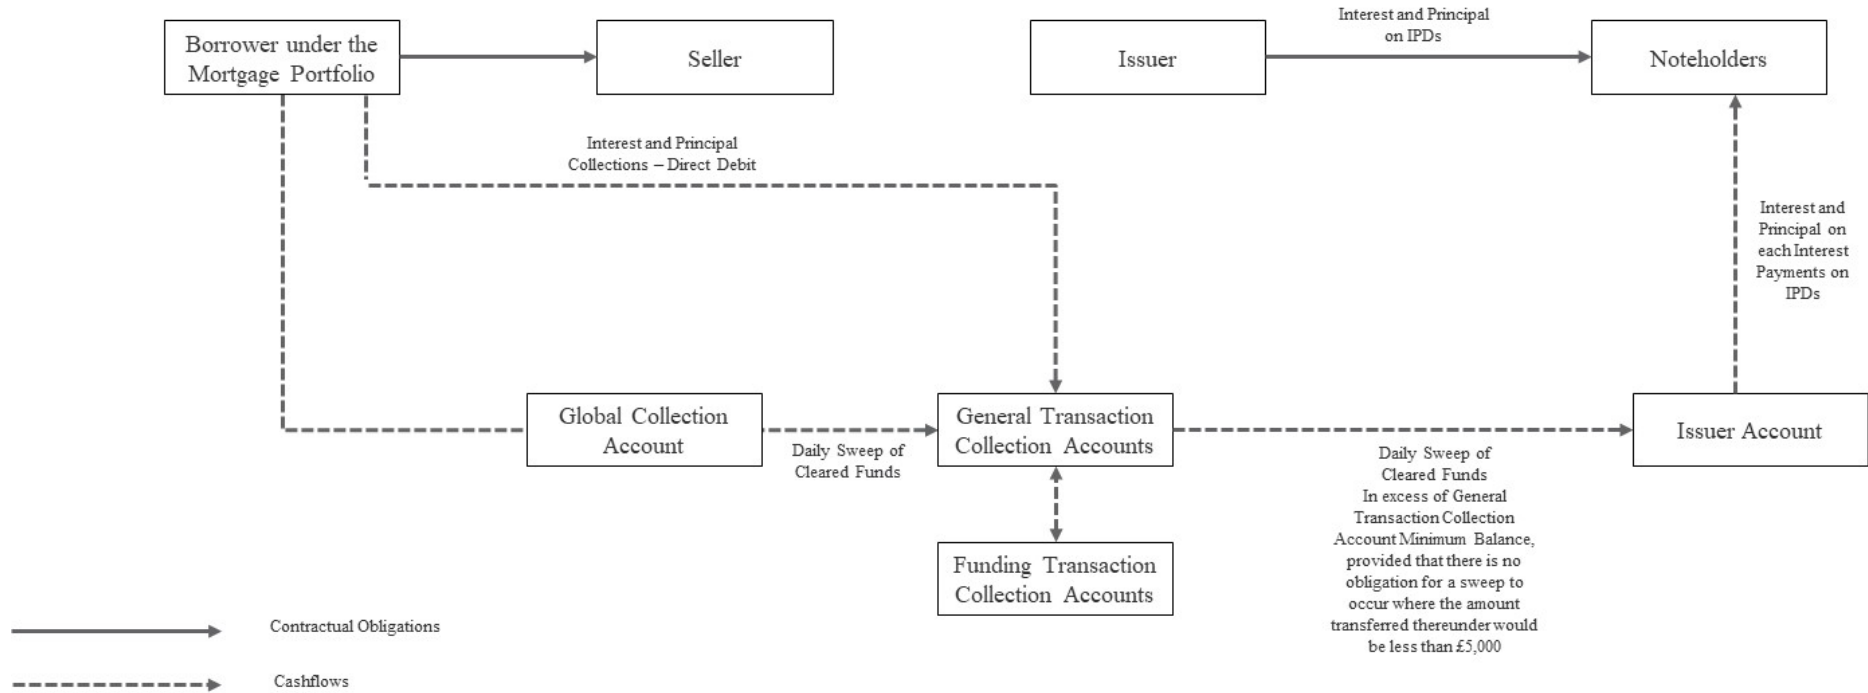 Borrower under the
Mortgage Portfolio
Seller
Issuer
Interest and Principal
on IPDs
Noteholders
Interest and Principal
Collections – Direct Debit
Interest and
Principal on
each Interest
Payments on
IPDs
Global Collection
Account
Daily Sweep of
Cleared Funds
General Transaction
Collection Accounts
Issuer Account
Daily Sweep of
Cleared Funds
In excess of General
Transaction Collection
Account Minimum Balance,
provided that there is no
obligation for a sweep to
occur where the amount
transferred thereunder would
be less than £5,000
Funding Transaction
Collection Accounts
Contractual Obligations
Cashflows